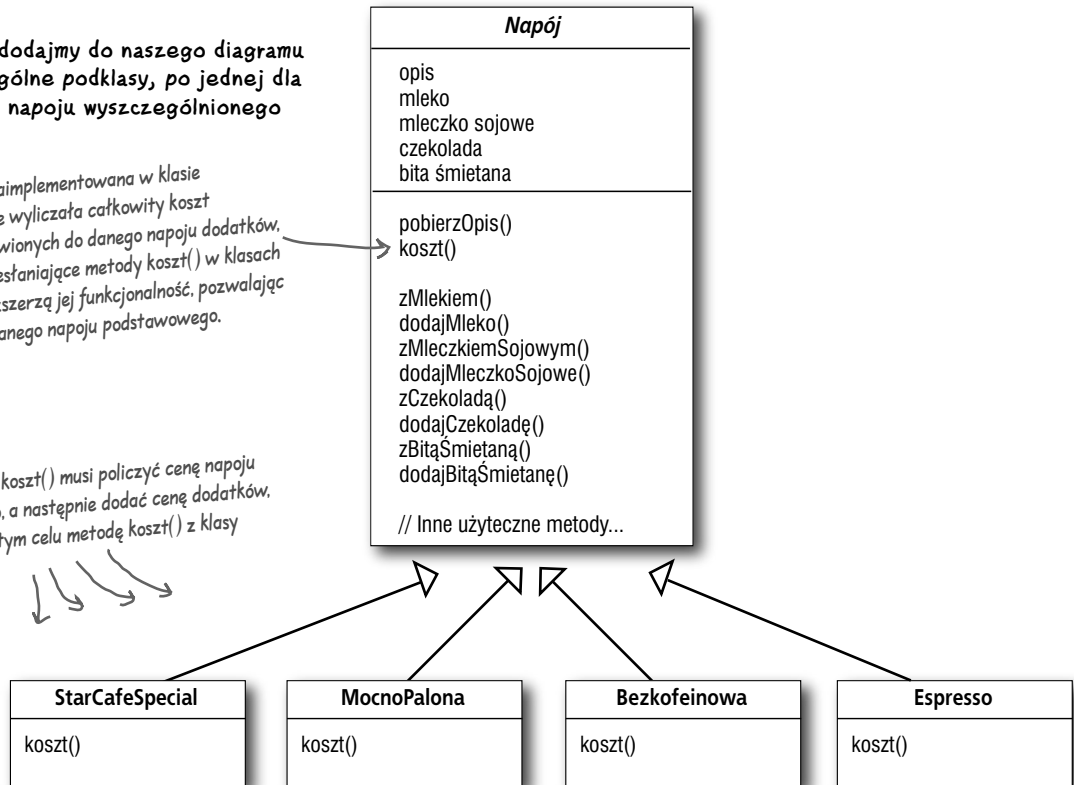 dodajmy do naszego diagramu
gólne podklasy, po jednej dla
napoju wyszczególnionego
aimplementowana w klasie
e wyliczała całkowity koszt
wionych do danego napoju dodatków,
esłaniające metody koszt() w klasach
szerzą jej funkcjonalność, pozwalając
anego napoju podstawowego.
koszt() musi policzyć cenę napoju
o, a następnie dodać cenę dodatków,
tym celu metodę koszt() z klasy
Napój
opis
mleko
mleczko sojowe
czekolada
bita śmietana
pobierzOpis()
koszt()
zMlekiem()
dodajMleko()
zMleczkiemSojowym()
dodajMleczkoSojowe()
zCzekoladą()
dodajCzekoladę()
zBitąŚmietaną()
dodajBitąŚmietanę()
// Inne użyteczne metody...
StarCafeSpecial
koszt()
MocnoPalona
koszt()
Bezkofeinowa
koszt()
Espresso
koszt()